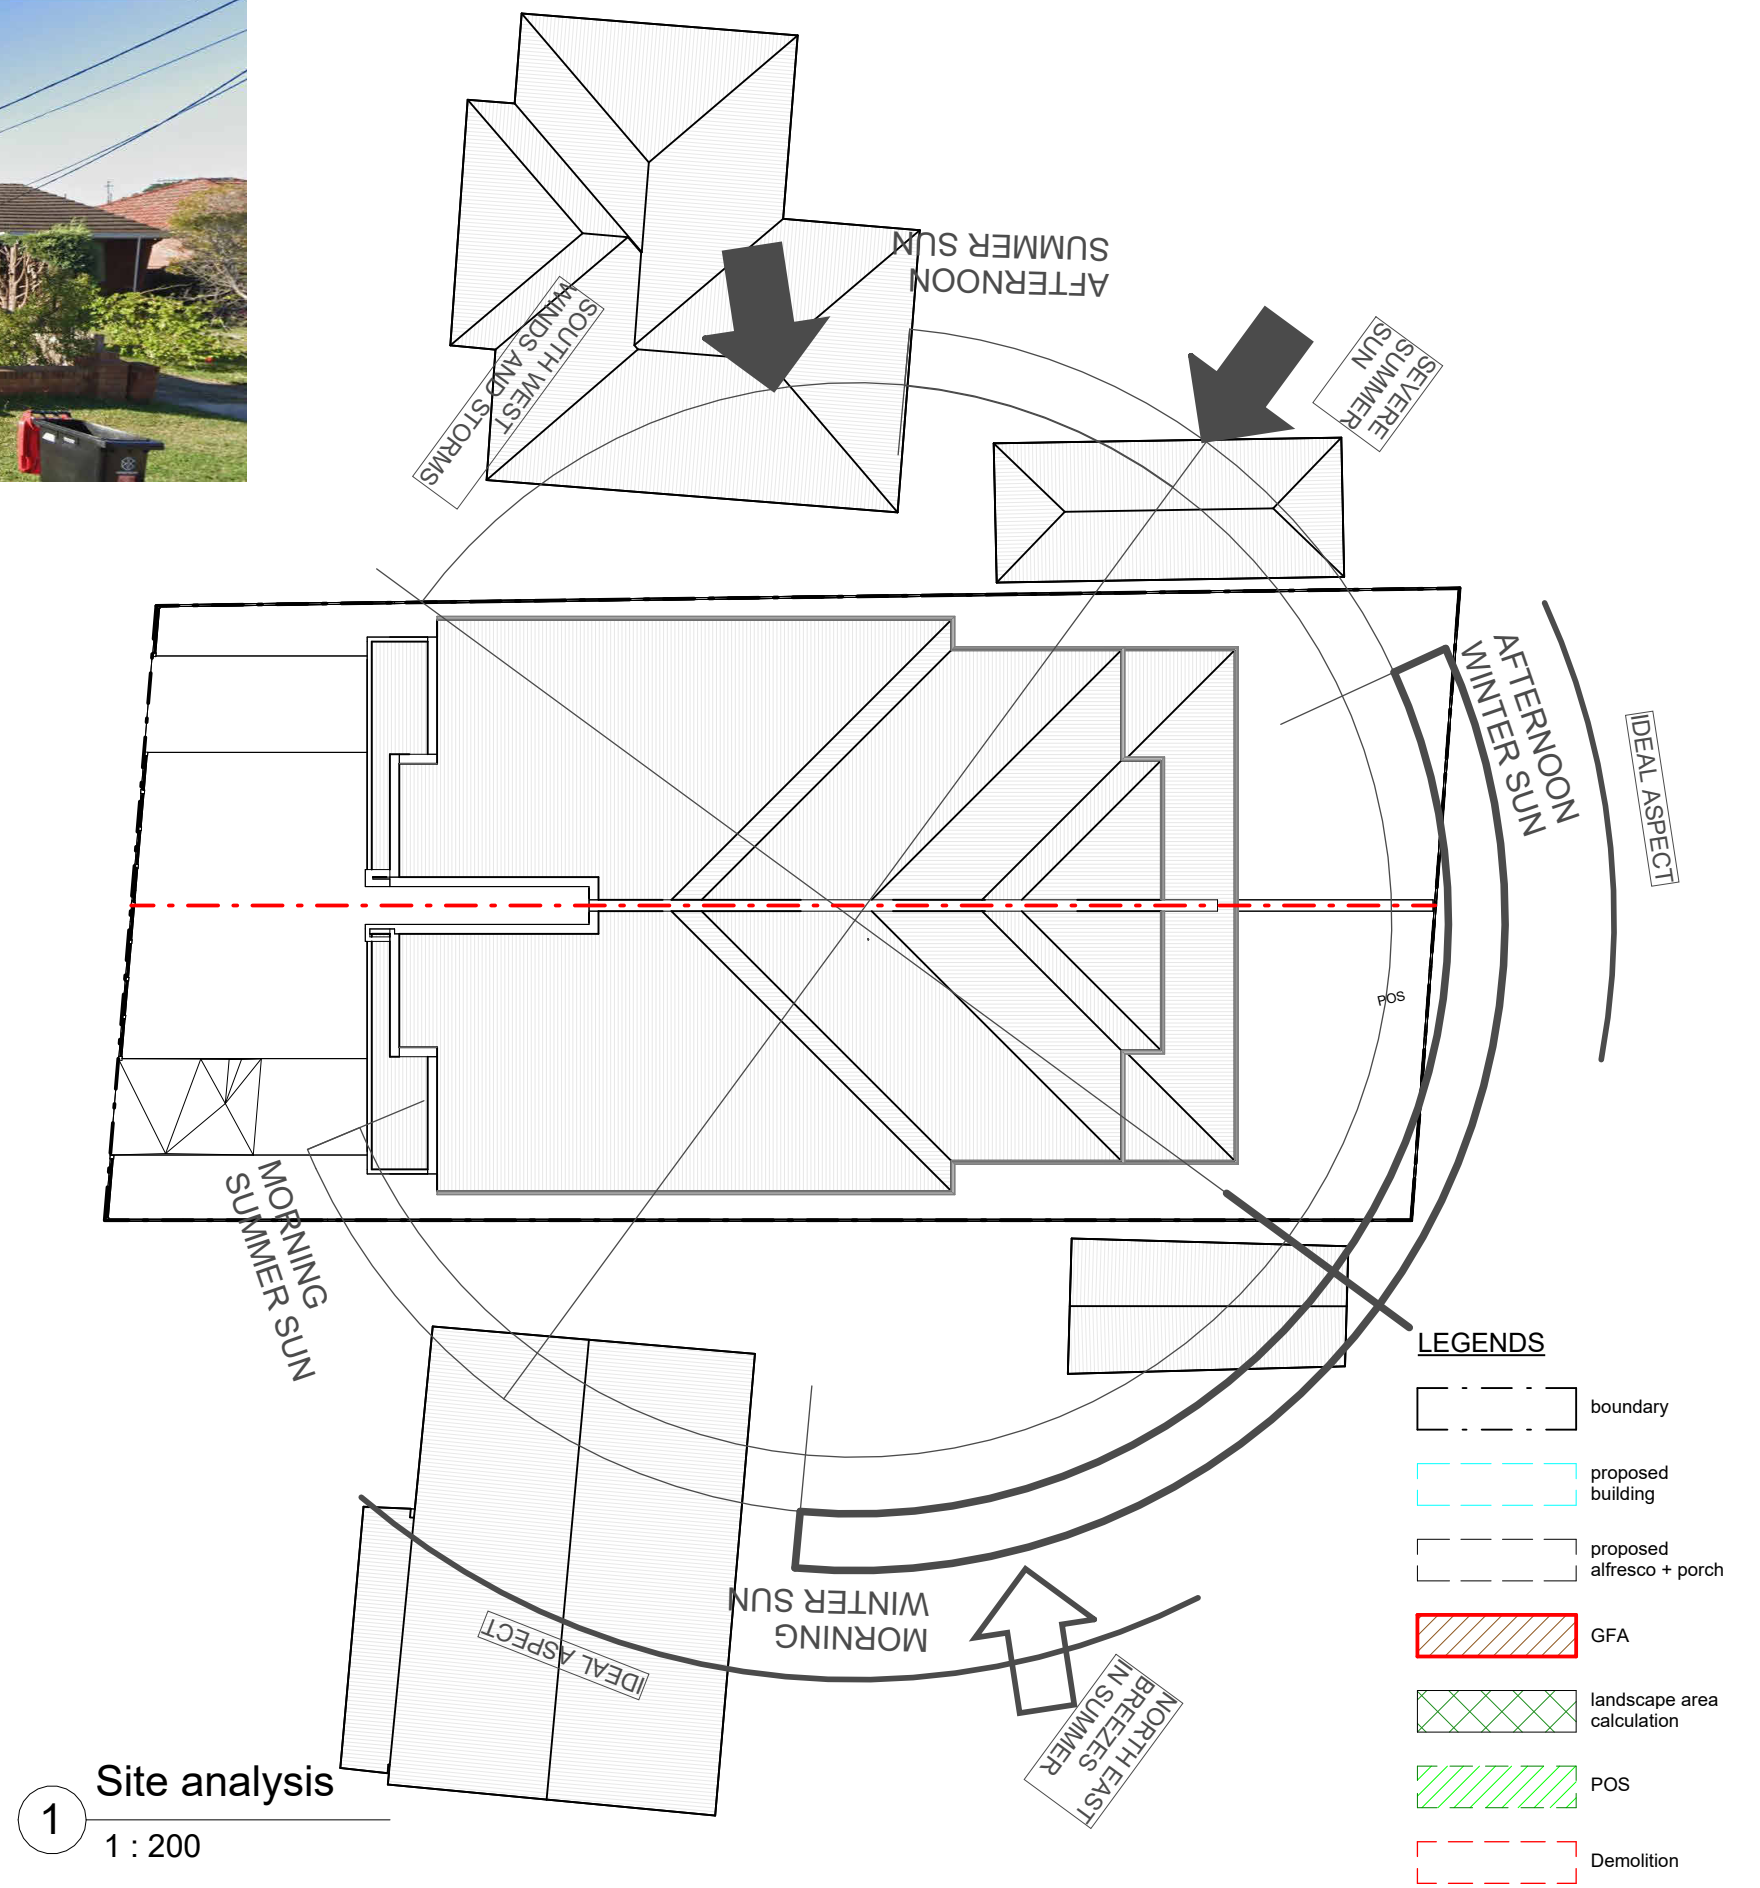 SUMMER SUN
AFTERNOON
SOUTH WEST
WINDS AND STORMS
SEVERE
SUMMER
SUN
AFTERNOON
WINTER SUN
IDEAL ASPECT
POS
MORNING
SUMMER SUN
MORNING
WINTER SUN
IDEAL ASPECT
NORTH EAST
BREEZES
IN SUMMER
LEGENDS
boundary
proposed
building
proposed
alfresco + porch
GFA
landscape area
calculation
POS
Demolition
1
Site analysis
1 : 200